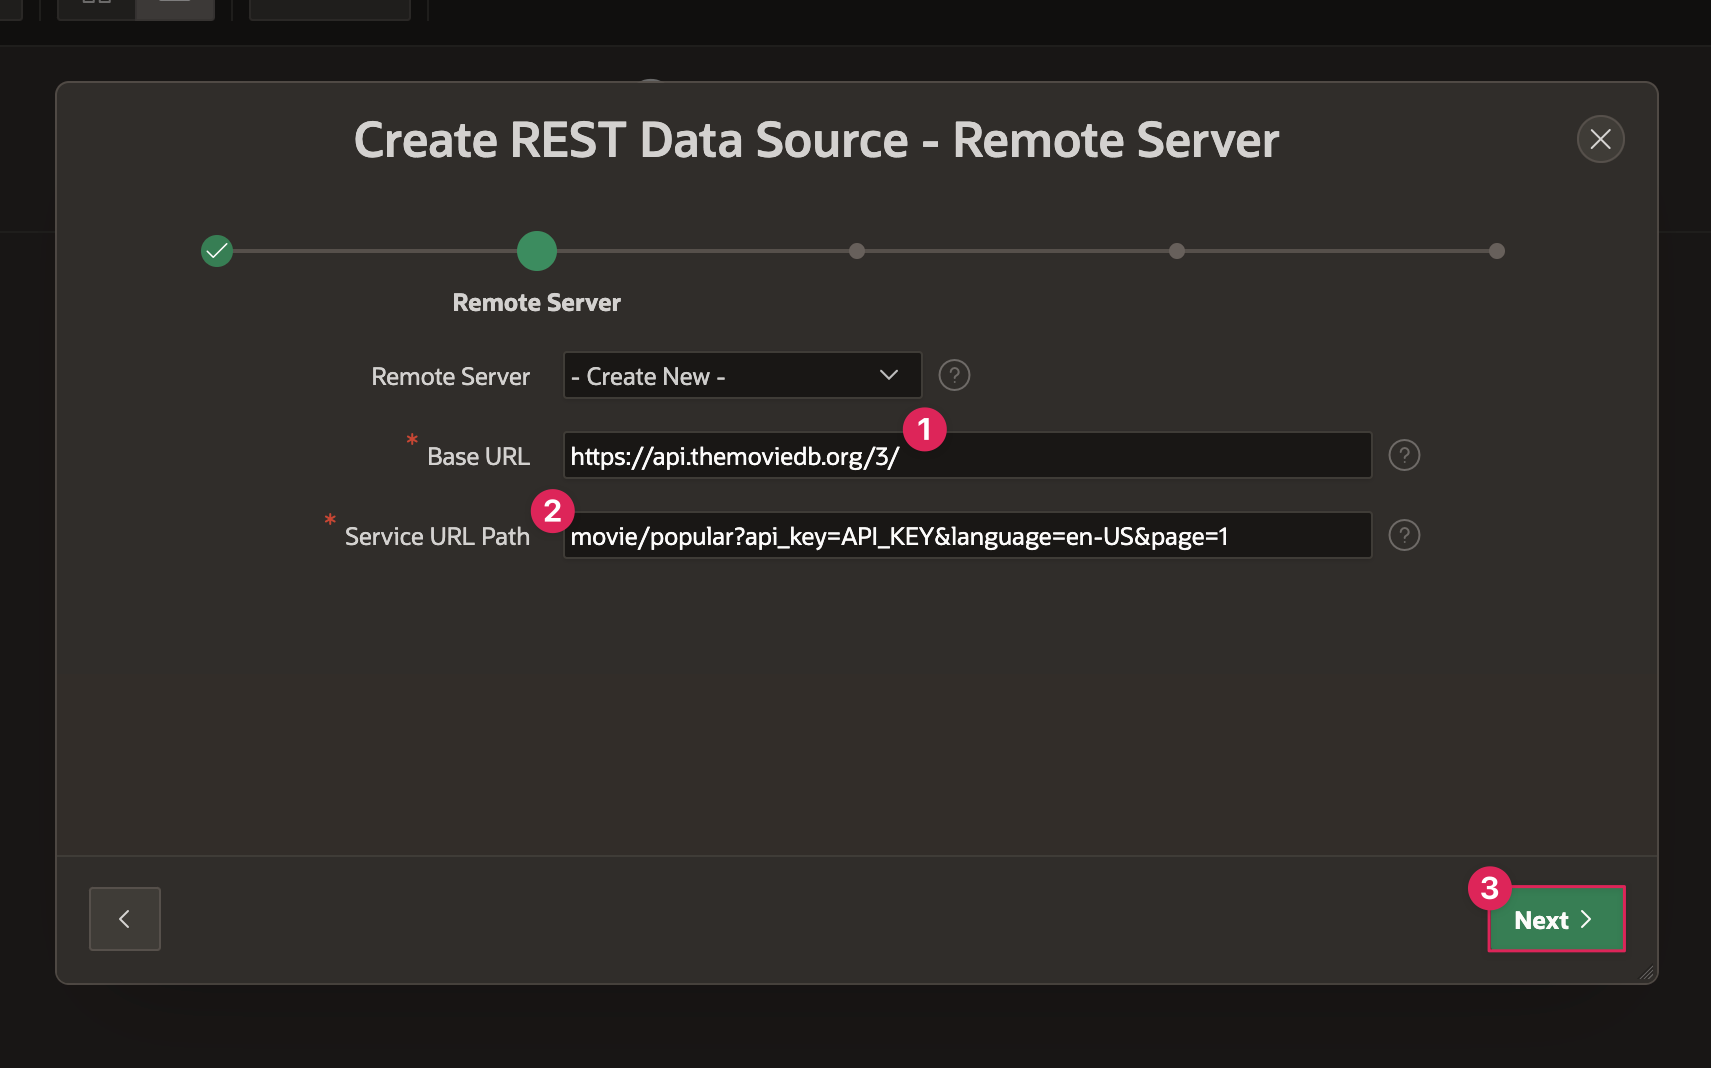 Create REST Data Source - Remote Server
Remote Server
Remote Server - Create New - ?
1
* Base URL https://api.themoviedb.org/3/ ?
2
* Service URL Path movie/popular?api_key=API_KEY&language=en-US&page=1 ?
3
Next